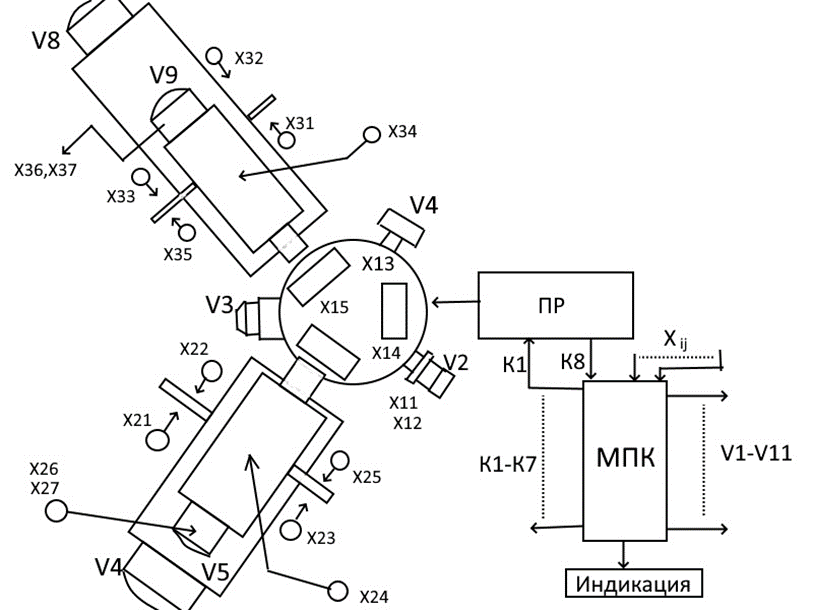 V8
V9
X32
X31
X34
X36,X37
X33
X35
V4
X13
V3
X15
ПР
X14
V2
K1
K8
X ij
X22
X11
X12
X21
X26
X27
X25
K1-K7
МПК
V1-V11
X23
V4
V5
X24
Индикация